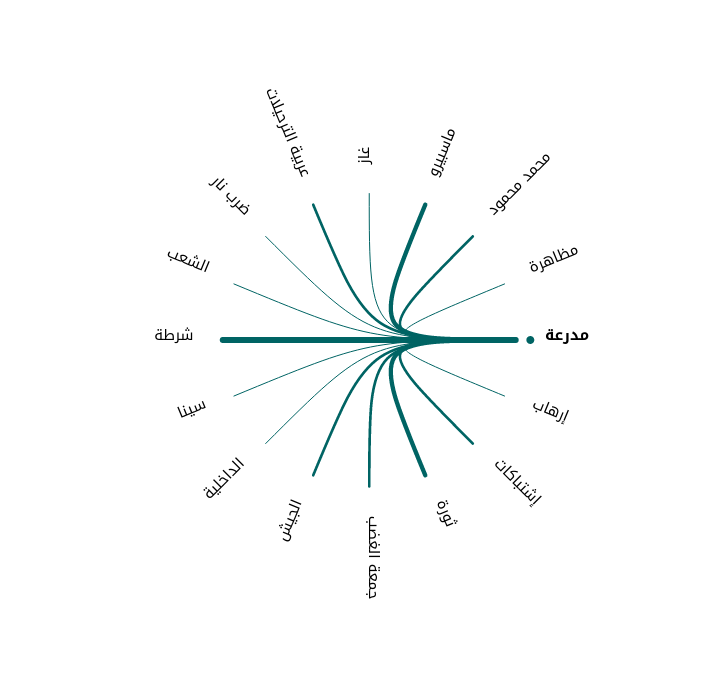 مدرعة
مظاهرة
محمد محمود
ماسبيرو
غاز
عربية الترحيلات
ضرب نار
الشعب
شرطة
سينا
الداخلية
الجيش
جمعة الغضب
ثورة
إشتباكات
إرهاب